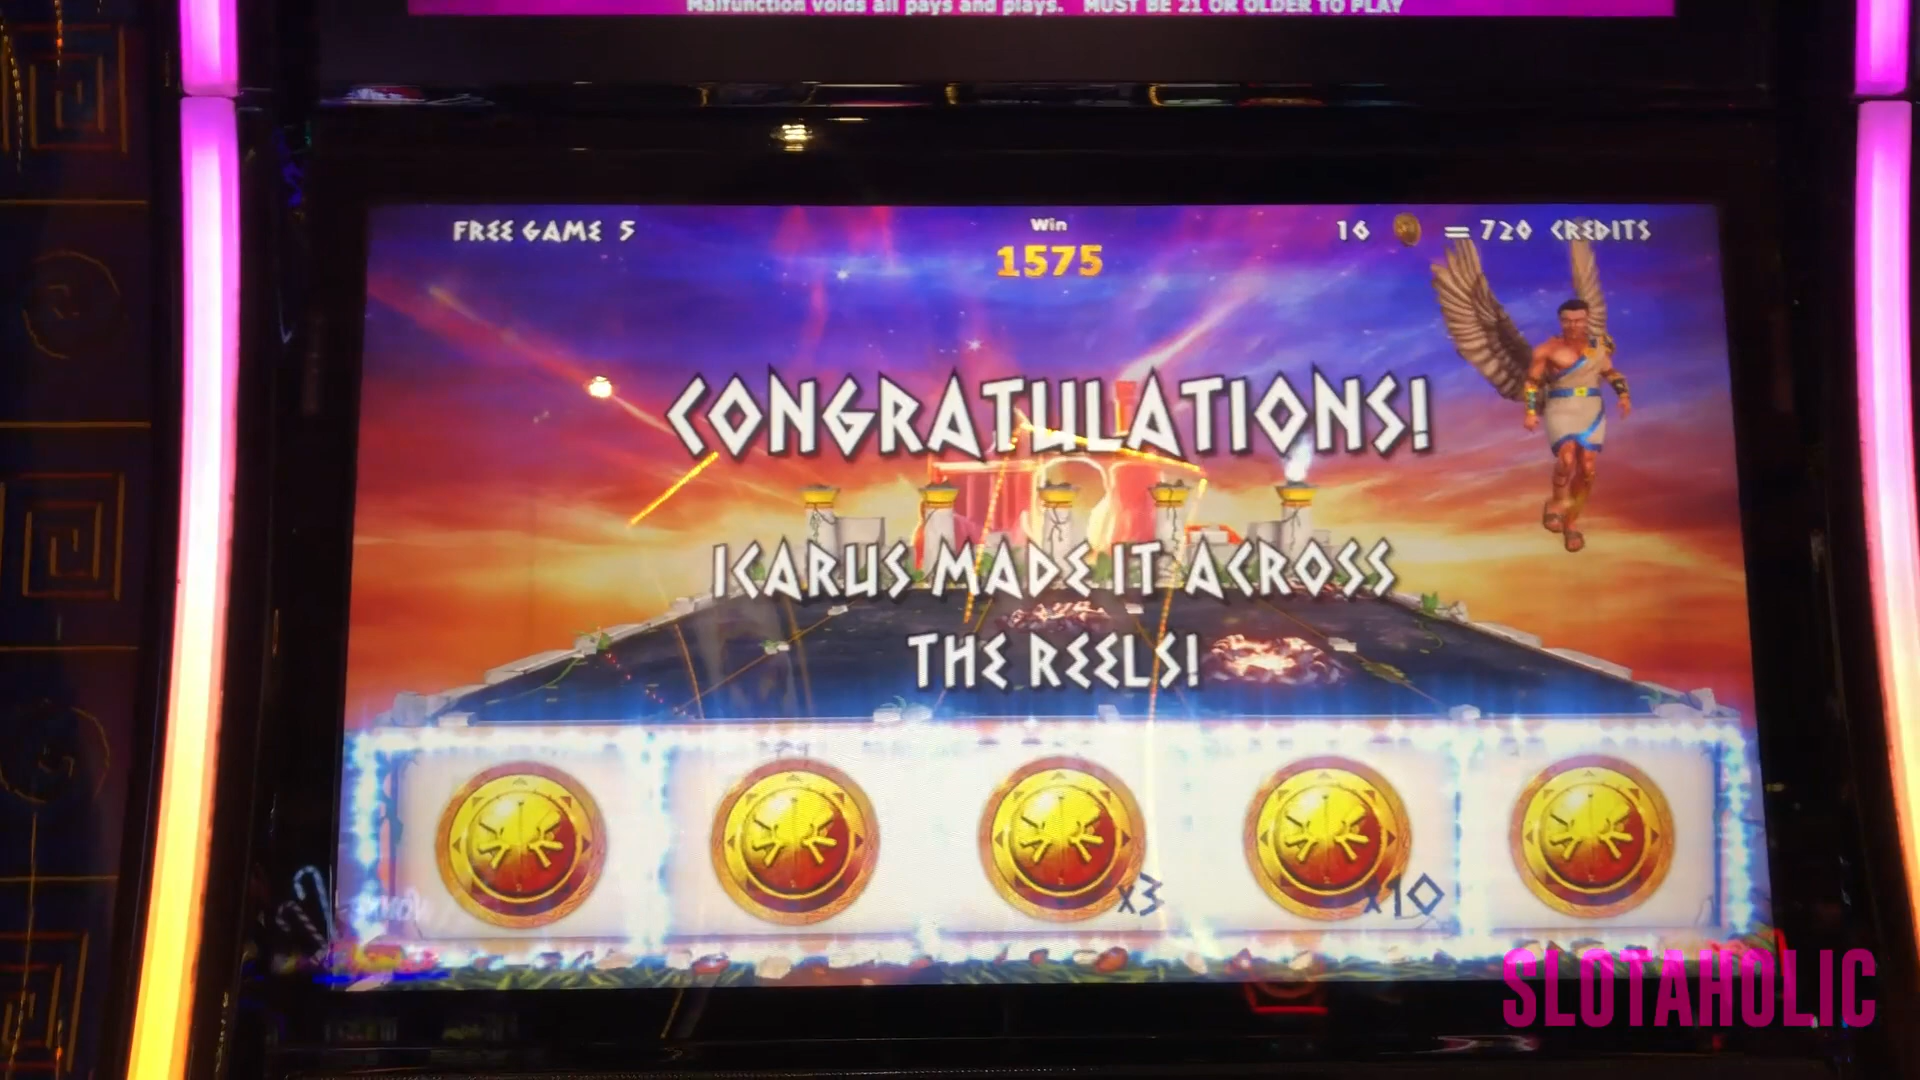 Malfunction voids all pays and plays. MUST BE 21 OR OLDER TO PLAY
FREE GAME 5
Win
1575
16 = 720 CREDITS
CONGRATULATIONS!
ICARUS MADE IT ACROSS
THE REELS!
x3
x10
SLOTAHOLIC